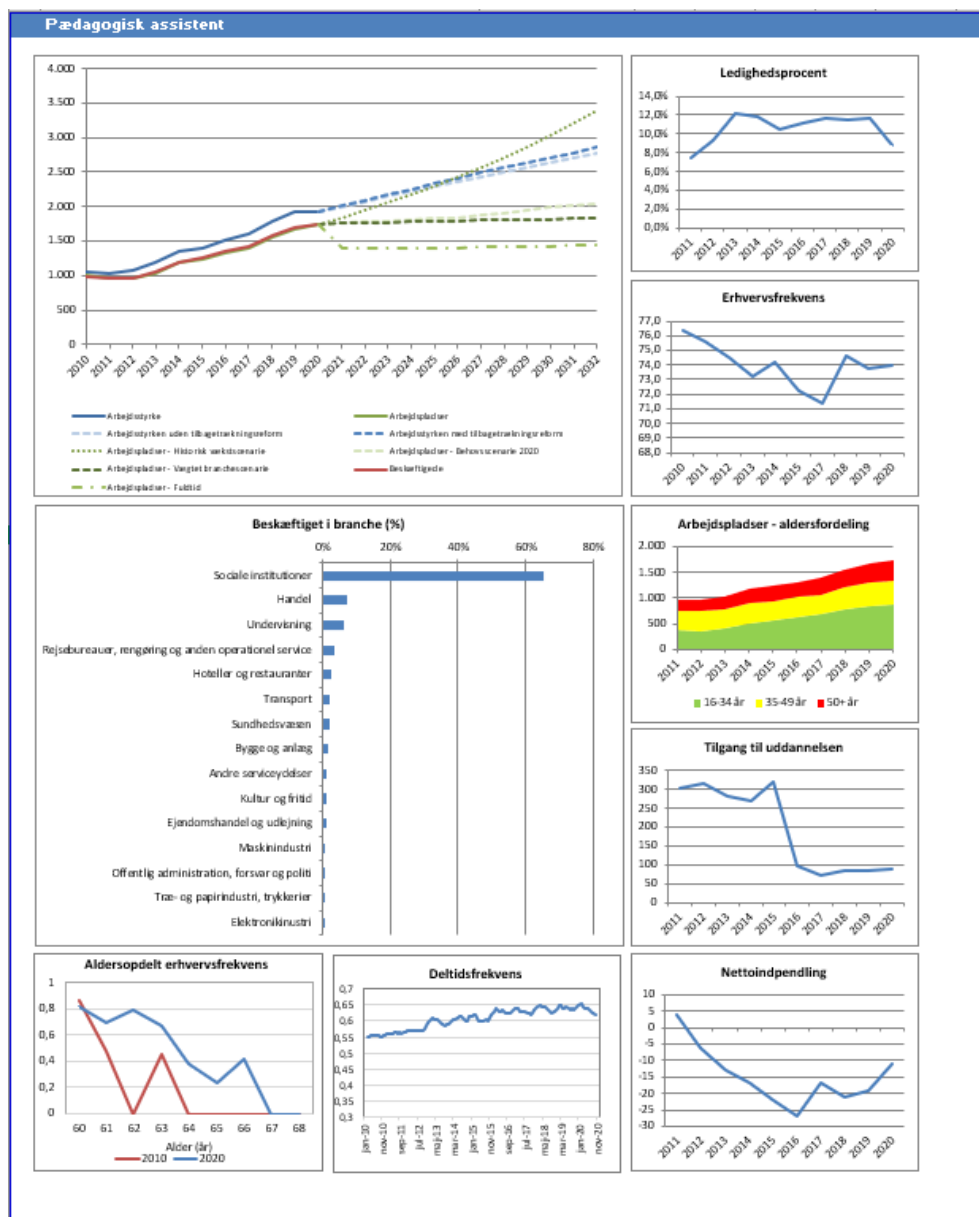 Pædagogisk assistent
4.000
3.500
3.000
2.500
2.000
1.500
1.000
500
0
2010 2011 2012 2013 2014 2015 2016 2017 2018 2019 2020 2021 2022 2023 2024 2025 2026 2027 2028 2029 2030 2031 2032
Arbejdsstyrke Arbejdspladser
Arbejdsstyrken uden tilbagetrækningsreform Arbejdsstyrken med tilbagetrækningsreform
Arbejdspladser - Historisk vækstscenarie Arbejdspladser - Behovsscenarie 2020
Arbejdspladser - Vægtet branchescenarie Beskæftigede
Arbejdspladser - Fuldtid
Ledighedsprocent
14,0%
12,0%
10,0%
8,0%
6,0%
4,0%
2,0%
0,0%
2011 2012 2013 2014 2015 2016 2017 2018 2019 2020
Erhvervsfrekvens
77,0
76,0
75,0
74,0
73,0
72,0
71,0
70,0
69,0
68,0
2010 2011 2012 2013 2014 2015 2016 2017 2018 2019 2020
Beskæftiget i branche (%)
0% 20% 40% 60% 80%
Sociale institutioner
Handel
Undervisning
Rejsebureauer, rengøring og anden operationel service
Hoteller og restauranter
Transport
Sundhedsvæsen
Bygge og anlæg
Andre serviceydelser
Kultur og fritid
Ejendomshandel og udlejning
Maskinindustri
Offentlig administration, forsvar og politi
Træ- og papirindustri, trykkerier
Elektronikinustri
Arbejdspladser - aldersfordeling
2.000
1.500
1.000
500
0
2011 2012 2013 2014 2015 2016 2017 2018 2019 2020
16-34 år 35-49 år 50+ år
Tilgang til uddannelsen
350
300
250
200
150
100
50
0
2011 2012 2013 2014 2015 2016 2017 2018 2019 2020
Aldersopdelt erhvervsfrekvens
1
0,8
0,6
0,4
0,2
0
60 61 62 63 64 65 66 67 68
Alder (år)
2010 2020
Deltidsfrekvens
0,7
0,65
0,6
0,55
0,5
0,45
0,4
0,35
0,3
jan-10 nov-10 sep-11 jul-12 maj-13 mar-14 jan-15 nov-15 sep-16 jul-17 maj-18 mar-19 jan-20 nov-20
Nettoindpendling
10
5
0
-5
-10
-15
-20
-25
-30
2011 2012 2013 2014 2015 2016 2017 2018 2019 2020